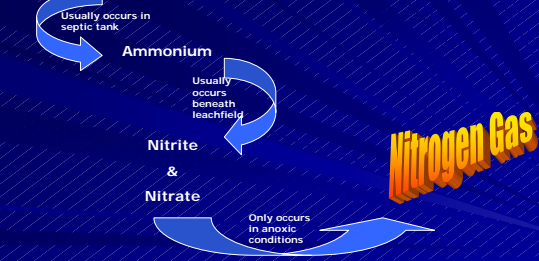 Usually occurs in
septic tank
Ammonium
Usually
occurs
beneath
leachfield
Nitrite
&
Nitrate
Nitrogen Gas
Only occurs
in anoxic
conditions